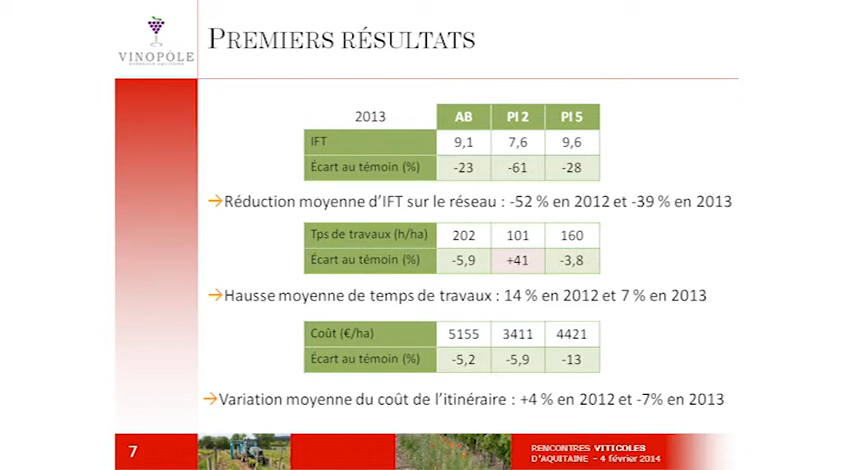 VINOPÔLE
BORDEAUX AQUITAINE
PREMIERS RÉSULTATS
2013 AB PI 2 PI 5
IFT 9,1 7,6 9,6
Écart au témoin (%) -23 -61 -28
→Réduction moyenne d'IFT sur le réseau : -52 % en 2012 et -39 % en 2013
Tps de travaux (h/ha) 202 101 160
Écart au témoin (%) -5,9 +41 -3,8
→Hausse moyenne de temps de travaux : 14 % en 2012 et 7 % en 2013
Coût (€/ha) 5155 3411 4421
Écart au témoin (%) -5,2 -5,9 -13
→Variation moyenne du coût de l'itinéraire : +4 % en 2012 et -7% en 2013
7
RENCONTRES VITICOLES
D'AQUITAINE – 4 février 2014